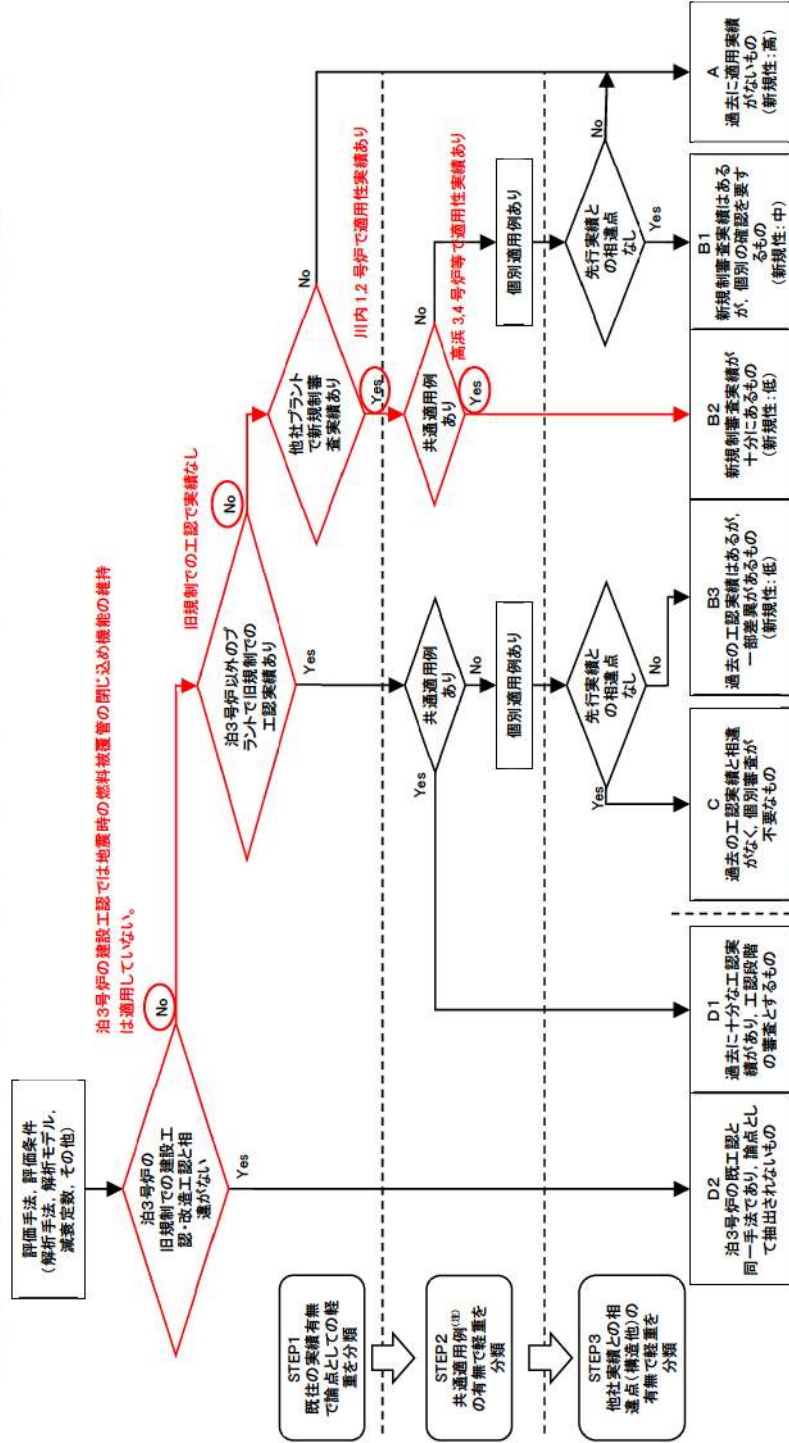 評価手法，評価条件
(解析手法，解析モデル，
減衰定数，その他)
泊3号炉の
旧規制での建設工
認・改造工認と相
違がない
No
Yes
泊3号炉の建設工認では地震時の燃料被覆管の閉じ込め機能の維持
は適用していない。
泊3号炉以外のプ
ラントで旧規制での
工認実績あり
No
Yes
旧規制での工認で実績なし
他社プラント
で新規制審
査実績あり
No
Yes
川内 1,2 号炉で適用性実績あり
STEP1
既往の実績有無
で論点としての軽
重を分類
STEP2
共通適用例(注)
の有無で軽重を
分類
共通適用例
あり
Yes
No
個別適用例あり
共通適用例
あり
No
Yes
高浜 3,4 号炉等で適用性実績あり
個別適用例あり
STEP3
他社実績との相
違点(構造他)の
有無で軽重を
分類
先行実績と
の相違点
なし
Yes
No
先行実績と
の相違点
なし
No
Yes
D2
泊3号炉の既工認と
同一手法であり，論点とし
て抽出されないもの
D1
過去に十分な工認実
績があり，工認段階
の審査とするもの
C
過去の工認実績と相違
がなく，個別審査が
不要なもの
B3
過去の工認実績はあるが，
一部差異があるもの
(新規性：低)
B2
新規制審査実績が
十分にあるもの
(新規性：低)
B1
新規制審査実績はある
が，個別の確認を要す
るもの
(新規性：中)
A
過去に適用実績
がないもの
(新規性：高)